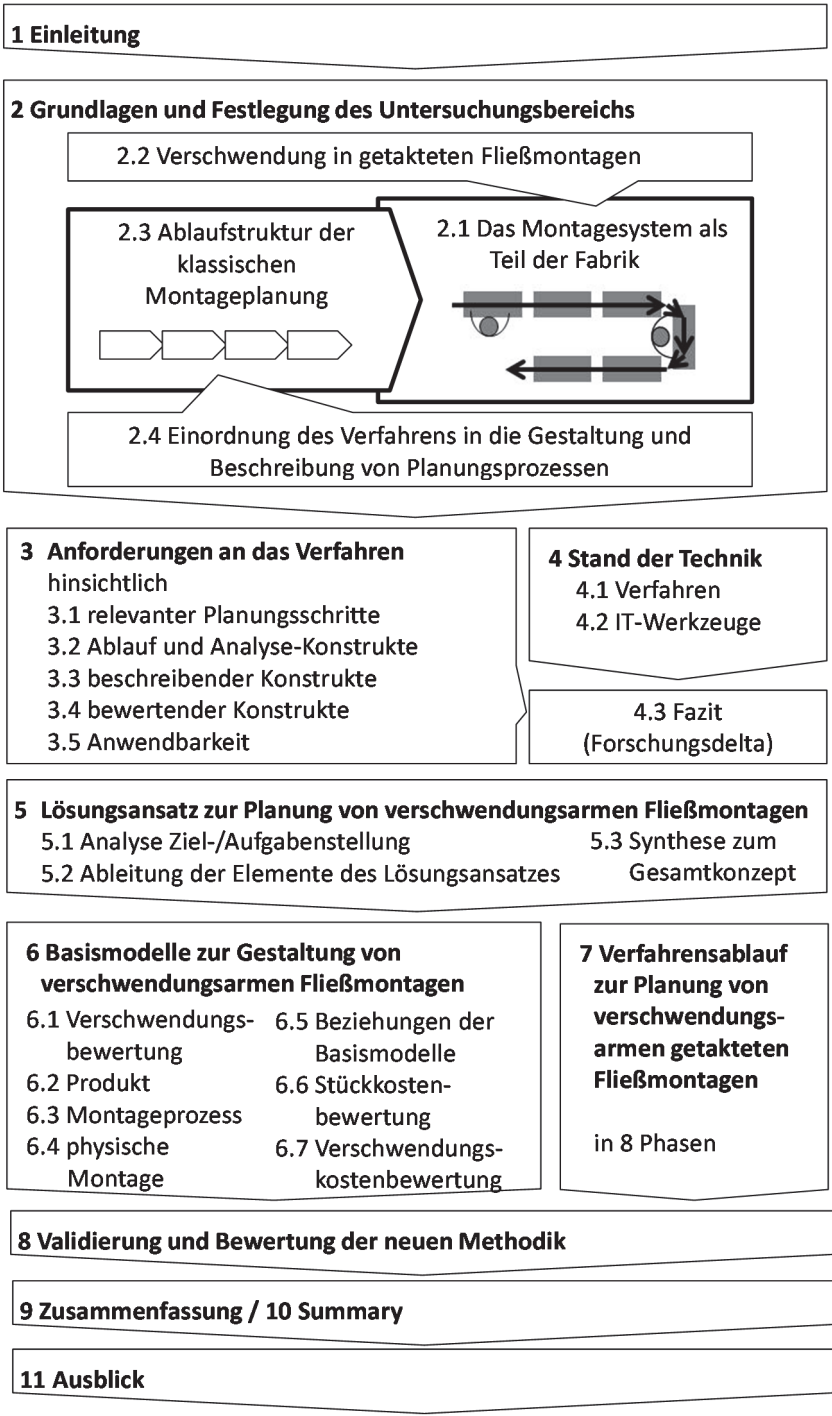 1 Einleitung
2 Grundlagen und Festlegung des Untersuchungsbereichs
2.2 Verschwendung in getakteten Fließmontagen
2.3 Ablaufstruktur der
klassischen
Montageplanung
2.1 Das Montagesystem als
Teil der Fabrik
2.4 Einordnung des Verfahrens in die Gestaltung und
Beschreibung von Planungsprozessen
3 Anforderungen an das Verfahren
hinsichtlich
3.1 relevanter Planungsschritte
3.2 Ablauf und Analyse-Konstrukte
3.3 beschreibender Konstrukte
3.4 bewertender Konstrukte
3.5 Anwendbarkeit
4 Stand der Technik
4.1 Verfahren
4.2 IT-Werkzeuge
4.3 Fazit
(Forschungsdelta)
5 Lösungsansatz zur Planung von verschwendungsarmen Fließmontagen
5.1 Analyse Ziel-/Aufgabenstellung
5.2 Ableitung der Elemente des Lösungsansatzes
5.3 Synthese zum
Gesamtkonzept
6 Basismodelle zur Gestaltung von
verschwendungsarmen Fließmontagen
6.1 Verschwendungs-
bewertung
6.2 Produkt
6.3 Montageprozess
6.4 physische
Montage
6.5 Beziehungen der
Basismodelle
6.6 Stückkosten-
bewertung
6.7 Verschwendungs-
kostenbewertung
7 Verfahrensablauf
zur Planung von
verschwendungs-
armen getakteten
Fließmontagen
in 8 Phasen
8 Validierung und Bewertung der neuen Methodik
9 Zusammenfassung / 10 Summary
11 Ausblick